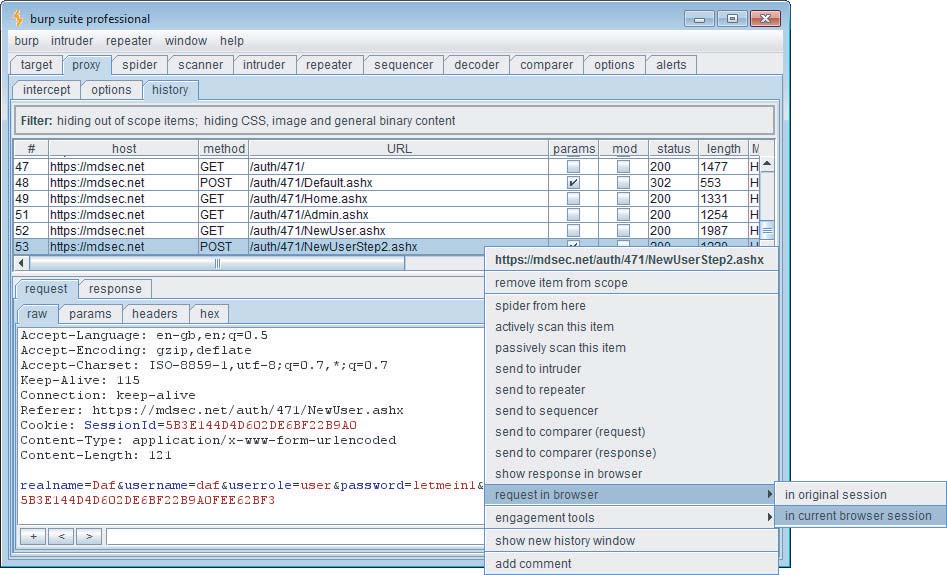 burp suite professional
burp intruder repeater window help
target proxy spider scanner intruder repeater sequencer decoder comparer options alerts
intercept options history
Filter: hiding out of scope items; hiding CSS, image and general binary content
# host method URL params mod status length M
47 https://mdsec.net GET /auth/471/ 200 1477 H
48 https://mdsec.net POST /auth/471/Default.ashx 302 553 H
49 https://mdsec.net GET /auth/471/Home.ashx 200 1331 H
51 https://mdsec.net GET /auth/471/Admin.ashx 200 1254 H
52 https://mdsec.net GET /auth/471/NewUser.ashx 200 1987 H
53 https://mdsec.net POST /auth/471/NewUserStep2.ashx
https://mdsec.net/auth/471/NewUserStep2.ashx
remove item from scope
spider from here
actively scan this item
passively scan this item
send to intruder
send to repeater
send to sequencer
send to comparer (request)
send to comparer (response)
show response in browser
request in browser
in original session
in current browser session
engagement tools
show new history window
add comment
request response
raw params headers hex
Accept-Language: en-gb,en;q=0.5
Accept-Encoding: gzip,deflate
Accept-Charset: ISO-8859-1,utf-8;q=0.7,*;q=0.7
Keep-Alive: 115
Connection: keep-alive
Referer: https://mdsec.net/auth/471/NewUser.ashx
Cookie: SessionId=5B3E144D4D602DE6BF22B9A0
Content-Type: application/x-www-form-urlencoded
Content-Length: 121
realname=Daf&username=daf&userrole=user&password=letmein1&
5B3E144D4D602DE6BF22B9A0FEE62BF3
+ < >